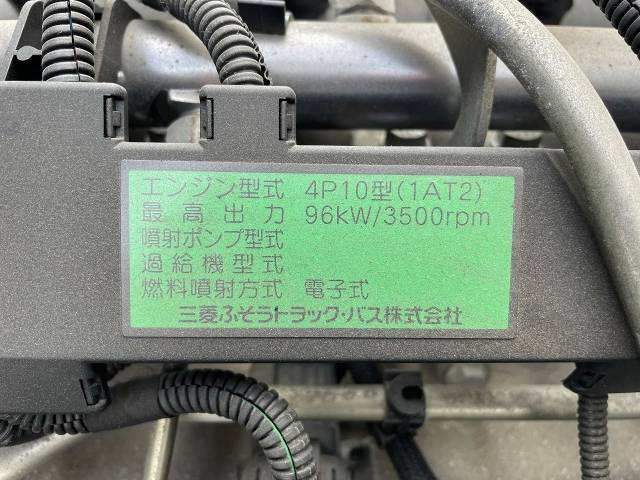 エンジン型式 4P10型(1AT2)
最高出力 96kW/3500rpm
噴射ポンプ型式
過給機型式
燃料噴射方式 電子式
三菱ふそうトラック・バス株式会社